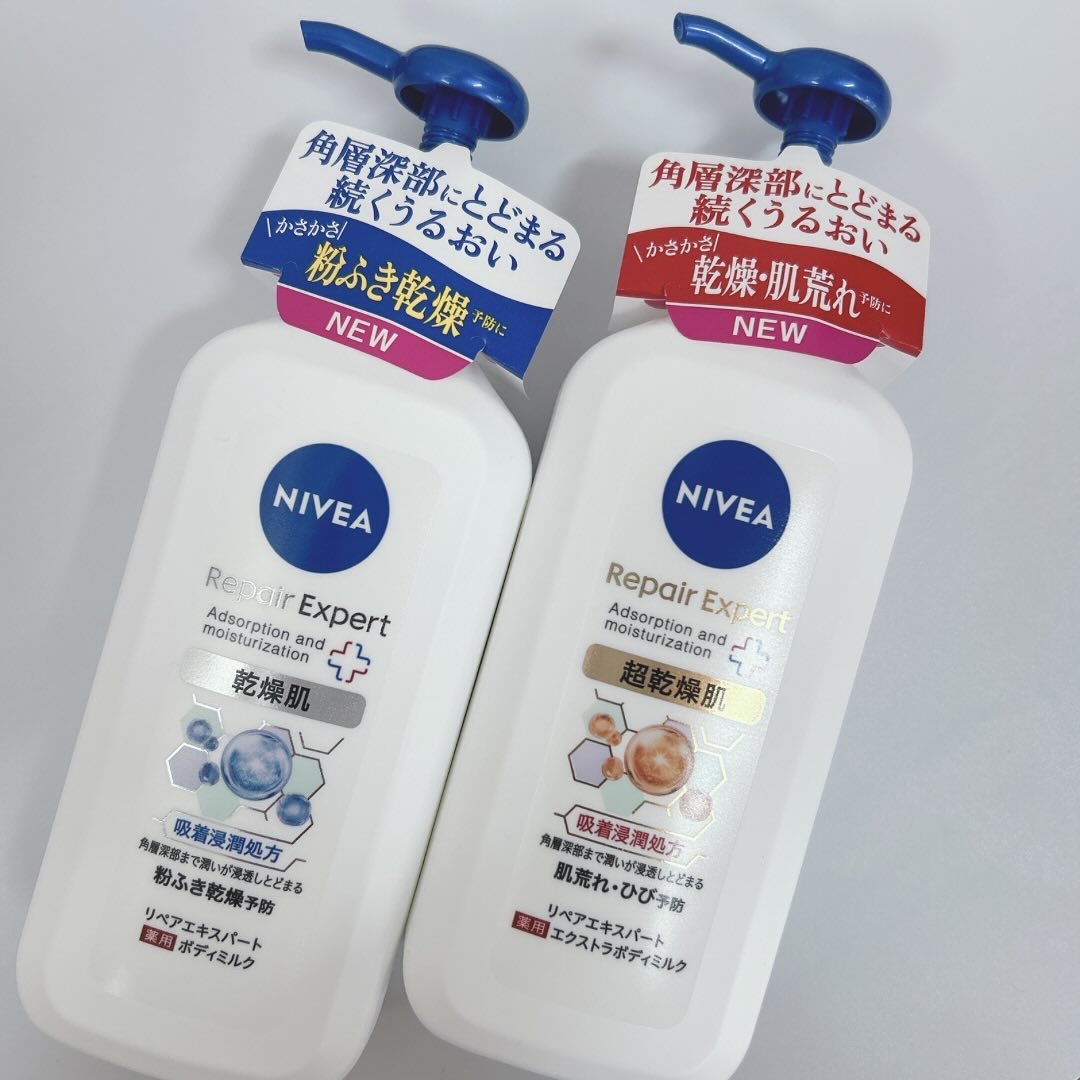 角層深部にとどまる
続くうるおい
\かさかさ/
粉ふき乾燥予防に
NEW
NIVEA
Repair Expert
Adsorption and
moisturization
乾燥肌
吸着浸潤処方
角層深部まで潤いが浸透しとどまる
粉ふき乾燥予防
リペアエキスパート
薬用 ボディミルク
角層深部にとどまる
続くうるおい
\かさかさ/
乾燥・肌荒れ予防に
NEW
NIVEA
Repair Expert
Adsorption and
moisturization
超乾燥肌
吸着浸潤処方
角層深部まで潤いが浸透しとどまる
肌荒れ・ひび予防
リペアエキスパート
薬用 エクストラボディミルク